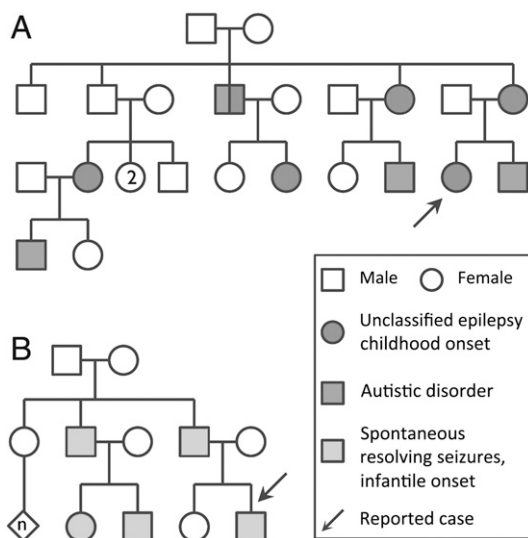 A
2
Male
Female
Unclassified epilepsy
childhood onset
Autistic disorder
Spontaneous
resolving seizures,
infantile onset
Reported case
B
n